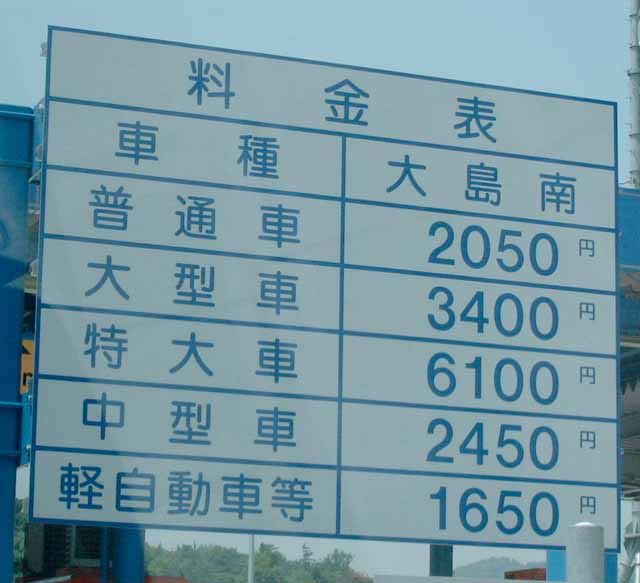 料金表
車種 大島南
普通車 2050円
大型車 3400円
特大車 6100円
中型車 2450円
軽自動車等 1650円